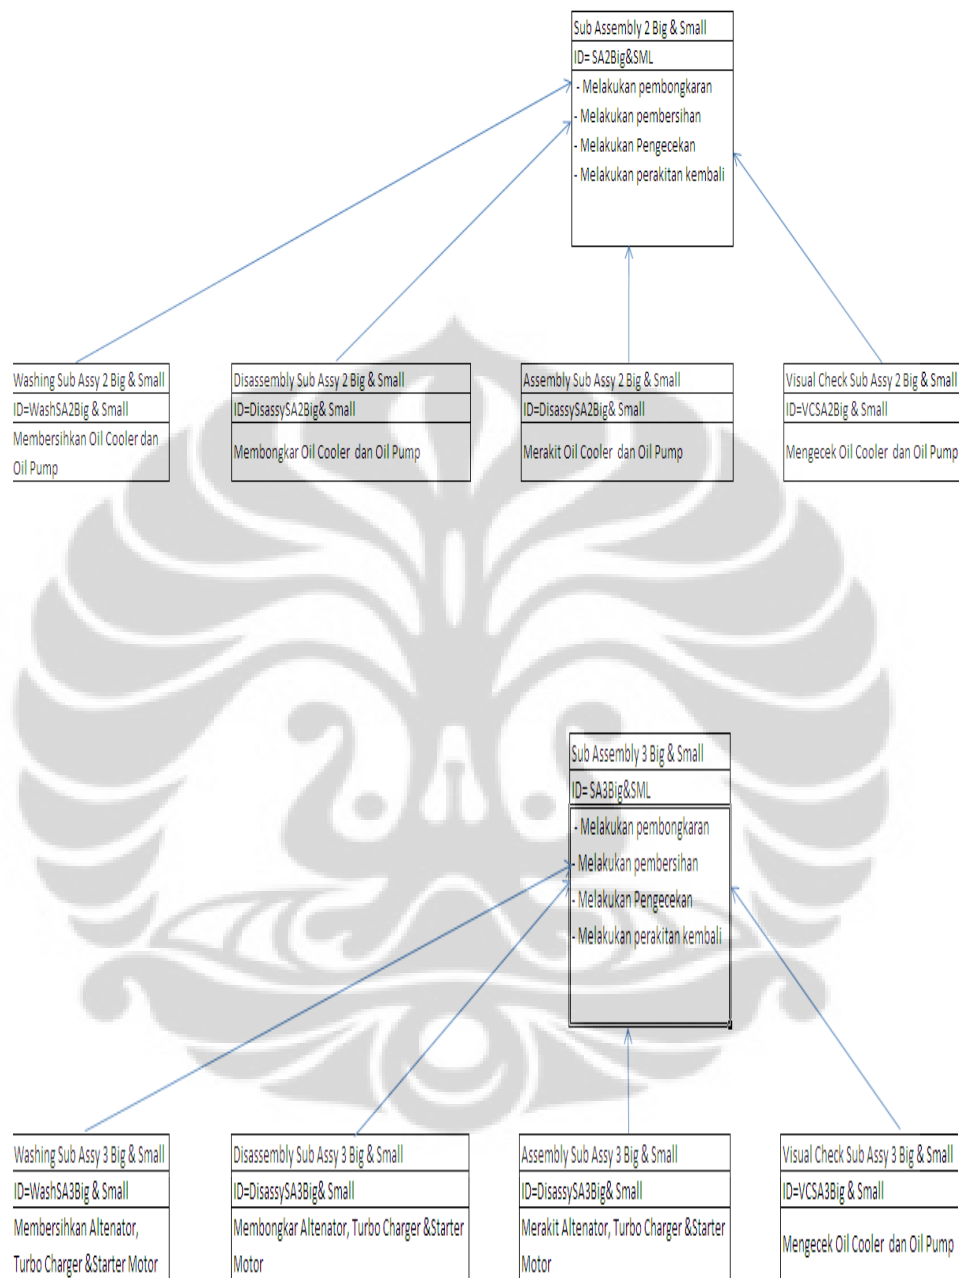 Sub Assembly 2 Big & Small
ID= SA2Big&SML
- Melakukan pembongkaran
- Melakukan pembersihan
- Melakukan Pengecekan
- Melakukan perakitan kembali
Washing Sub Assy 2 Big & Small
ID=WashSA2Big & Small
Membersihkan Oil Cooler dan
Oil Pump
Disassembly Sub Assy 2 Big & Small
ID=DisassySA2Big& Small
Membongkar Oil Cooler dan Oil Pump
Assembly Sub Assy 2 Big & Small
ID=DisassySA2Big& Small
Merakit Oil Cooler dan Oil Pump
Visual Check Sub Assy 2 Big & Small
ID=VCSA2Big & Small
Mengecek Oil Cooler dan Oil Pump
Sub Assembly 3 Big & Small
ID= SA3Big&SML
- Melakukan pembongkaran
- Melakukan pembersihan
- Melakukan Pengecekan
- Melakukan perakitan kembali
Washing Sub Assy 3 Big & Small
ID=WashSA3Big & Small
Membersihkan Altenator,
Turbo Charger &Starter Motor
Disassembly Sub Assy 3 Big & Small
ID=DisassySA3Big& Small
Membongkar Altenator, Turbo Charger &Starter
Motor
Assembly Sub Assy 3 Big & Small
ID=DisassySA3Big& Small
Merakit Altenator, Turbo Charger &Starter
Motor
Visual Check Sub Assy 3 Big & Small
ID=VCSA3Big & Small
Mengecek Oil Cooler dan Oil Pump